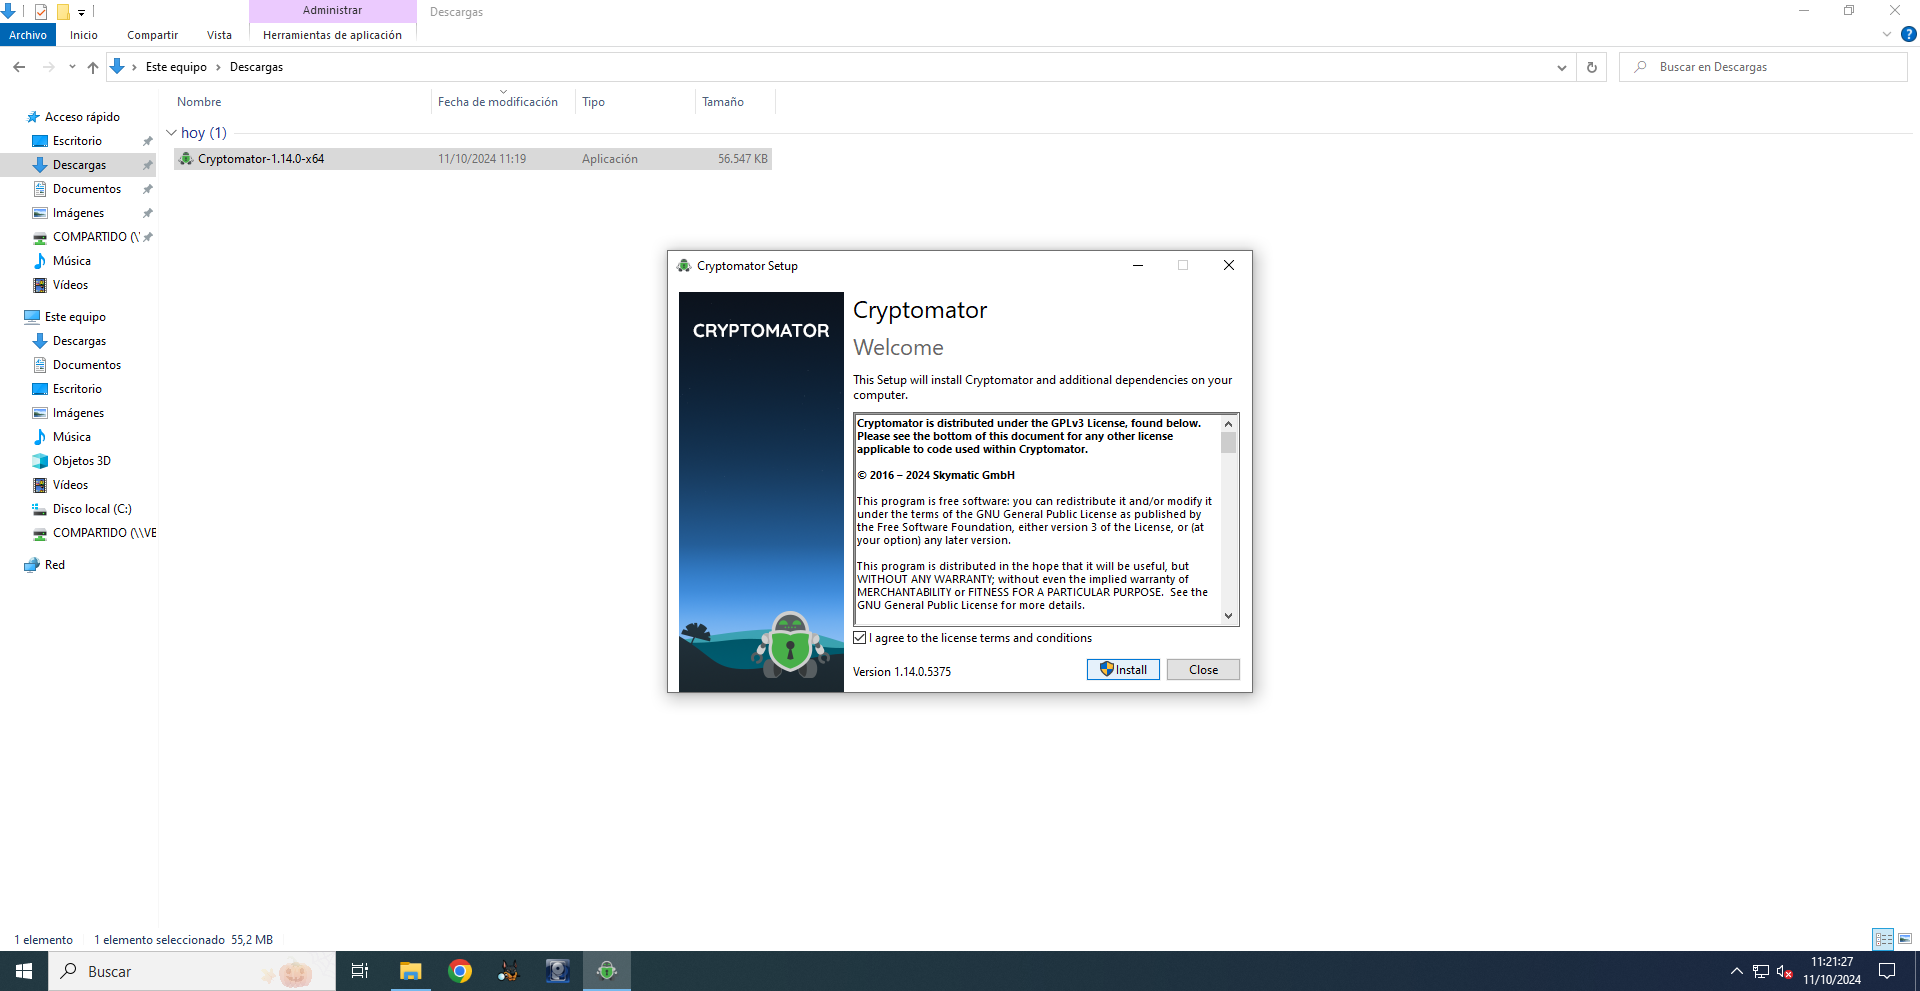 Administrar
Descargas
Archivo
Inicio
Compartir
Vista
Herramientas de aplicación
Este equipo
Descargas
Buscar en Descargas
Nombre
Fecha de modificación
Tipo
Tamaño
hoy (1)
Cryptomator-1.14.0-x64
11/10/2024 11:19
Aplicación
56.547 KB
Acceso rápido
Escritorio
Descargas
Documentos
Imágenes
COMPARTIDO (\\
Música
Vídeos
Este equipo
Descargas
Documentos
Escritorio
Imágenes
Música
Objetos 3D
Vídeos
Disco local (C:)
COMPARTIDO (\\VE
Red
Cryptomator Setup
CRYPTOMATOR
Cryptomator
Welcome
This Setup will install Cryptomator and additional dependencies on your
computer.
Cryptomator is distributed under the GPLv3 License, found below.
Please see the bottom of this document for any other license
applicable to code used within Cryptomator.
© 2016 – 2024 Skymatic GmbH
This program is free software: you can redistribute it and/or modify it
under the terms of the GNU General Public License as published by
the Free Software Foundation, either version 3 of the License, or (at
your option) any later version.
This program is distributed in the hope that it will be useful, but
WITHOUT ANY WARRANTY; without even the implied warranty of
MERCHANTABILITY or FITNESS FOR A PARTICULAR PURPOSE.  See the
GNU General Public License for more details.
I agree to the license terms and conditions
Version 1.14.0.5375
Install
Close
1 elemento
1 elemento seleccionado  55,2 MB
Buscar
11:21:27
11/10/2024